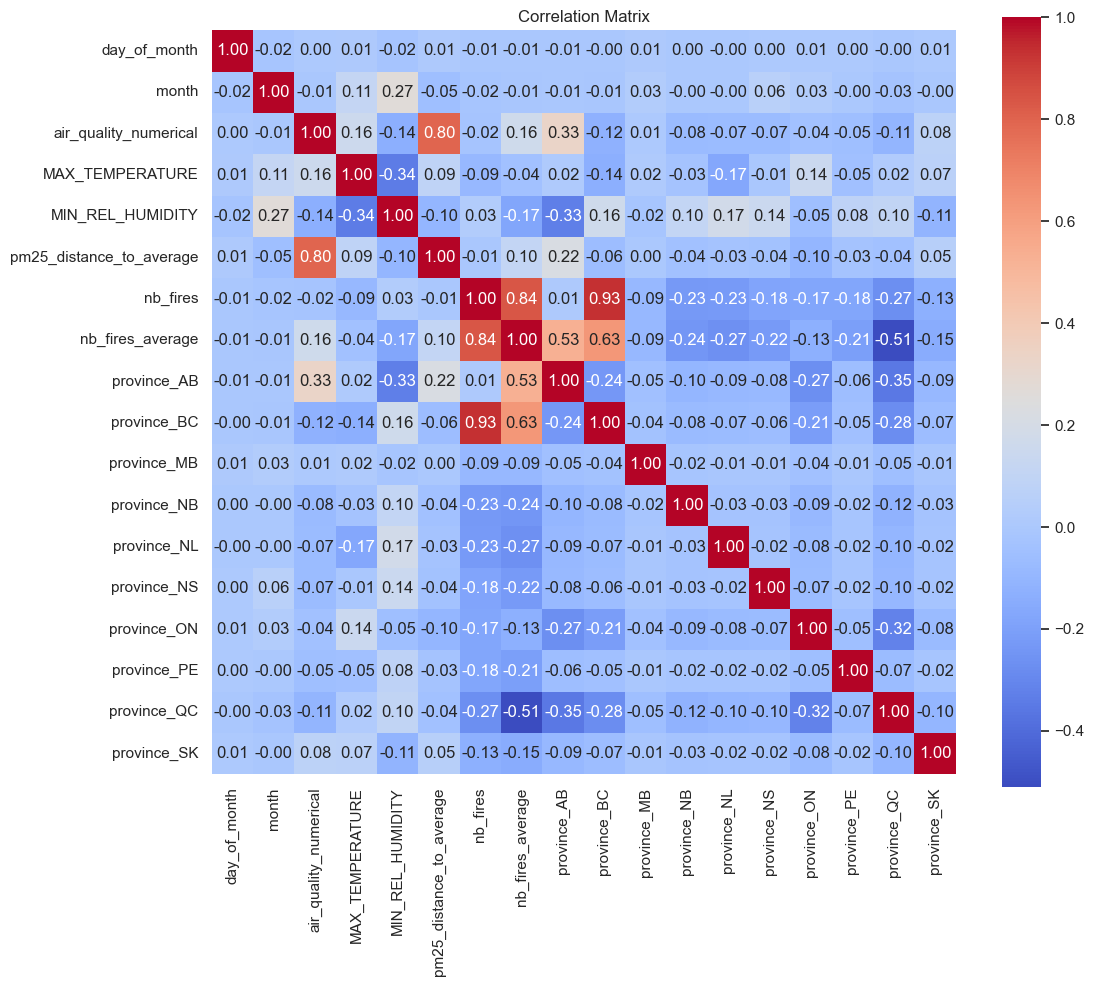 Correlation Matrix
day_of_month 1.00 -0.02 0.00 0.01 -0.02 0.01 -0.01 -0.01 -0.01 -0.00 0.01 0.00 -0.00 0.00 0.01 0.00 -0.00 0.01
month -0.02 1.00 -0.01 0.11 0.27 -0.05 -0.02 -0.01 -0.01 -0.01 0.03 -0.00 -0.00 0.06 0.03 -0.00 -0.03 -0.00
air_quality_numerical 0.00 -0.01 1.00 0.16 -0.14 0.80 -0.02 0.16 0.33 -0.12 0.01 -0.08 -0.07 -0.07 -0.04 -0.05 -0.11 0.08
MAX_TEMPERATURE 0.01 0.11 0.16 1.00 -0.34 0.09 -0.09 -0.04 0.02 -0.14 0.02 -0.03 -0.17 -0.01 0.14 -0.05 0.02 0.07
MIN_REL_HUMIDITY -0.02 0.27 -0.14 -0.34 1.00 -0.10 0.03 -0.17 -0.33 0.16 -0.02 0.10 0.17 0.14 -0.05 0.08 0.10 -0.11
pm25_distance_to_average 0.01 -0.05 0.80 0.09 -0.10 1.00 -0.01 0.10 0.22 -0.06 0.00 -0.04 -0.03 -0.04 -0.10 -0.03 -0.04 0.05
nb_fires -0.01 -0.02 -0.02 -0.09 0.03 -0.01 1.00 0.84 0.01 0.93 -0.09 -0.23 -0.23 -0.18 -0.17 -0.18 -0.27 -0.13
nb_fires_average -0.01 -0.01 0.16 -0.04 -0.17 0.10 0.84 1.00 0.53 0.63 -0.09 -0.24 -0.27 -0.22 -0.13 -0.21 -0.51 -0.15
province_AB -0.01 -0.01 0.33 0.02 -0.33 0.22 0.01 0.53 1.00 -0.24 -0.05 -0.10 -0.09 -0.08 -0.27 -0.06 -0.35 -0.09
province_BC -0.00 -0.01 -0.12 -0.14 0.16 -0.06 0.93 0.63 -0.24 1.00 -0.04 -0.08 -0.07 -0.06 -0.21 -0.05 -0.28 -0.07
province_MB 0.01 0.03 0.01 0.02 -0.02 0.00 -0.09 -0.09 -0.05 -0.04 1.00 -0.02 -0.01 -0.01 -0.04 -0.01 -0.05 -0.01
province_NB 0.00 -0.00 -0.08 -0.03 0.10 -0.04 -0.23 -0.24 -0.10 -0.08 -0.02 1.00 -0.03 -0.03 -0.09 -0.02 -0.12 -0.03
province_NL -0.00 -0.00 -0.07 -0.17 0.17 -0.03 -0.23 -0.27 -0.09 -0.07 -0.01 -0.03 1.00 -0.02 -0.08 -0.02 -0.10 -0.02
province_NS 0.00 0.06 -0.07 -0.01 0.14 -0.04 -0.18 -0.22 -0.08 -0.06 -0.01 -0.03 -0.02 1.00 -0.07 -0.02 -0.10 -0.02
province_ON 0.01 0.03 -0.04 0.14 -0.05 -0.10 -0.17 -0.13 -0.27 -0.21 -0.04 -0.09 -0.08 -0.07 1.00 -0.05 -0.32 -0.08
province_PE 0.00 -0.00 -0.05 -0.05 0.08 -0.03 -0.18 -0.21 -0.06 -0.05 -0.01 -0.02 -0.02 -0.02 -0.05 1.00 -0.07 -0.02
province_QC -0.00 -0.03 -0.11 0.02 0.10 -0.04 -0.27 -0.51 -0.35 -0.28 -0.05 -0.12 -0.10 -0.10 -0.32 -0.07 1.00 -0.10
province_SK 0.01 -0.00 0.08 0.07 -0.11 0.05 -0.13 -0.15 -0.09 -0.07 -0.01 -0.03 -0.02 -0.02 -0.08 -0.02 -0.10 1.00
day_of_month
month
air_quality_numerical
MAX_TEMPERATURE
MIN_REL_HUMIDITY
pm25_distance_to_average
nb_fires
nb_fires_average
province_AB
province_BC
province_MB
province_NB
province_NL
province_NS
province_ON
province_PE
province_QC
province_SK
1.0
0.8
0.6
0.4
0.2
0.0
−0.2
−0.4